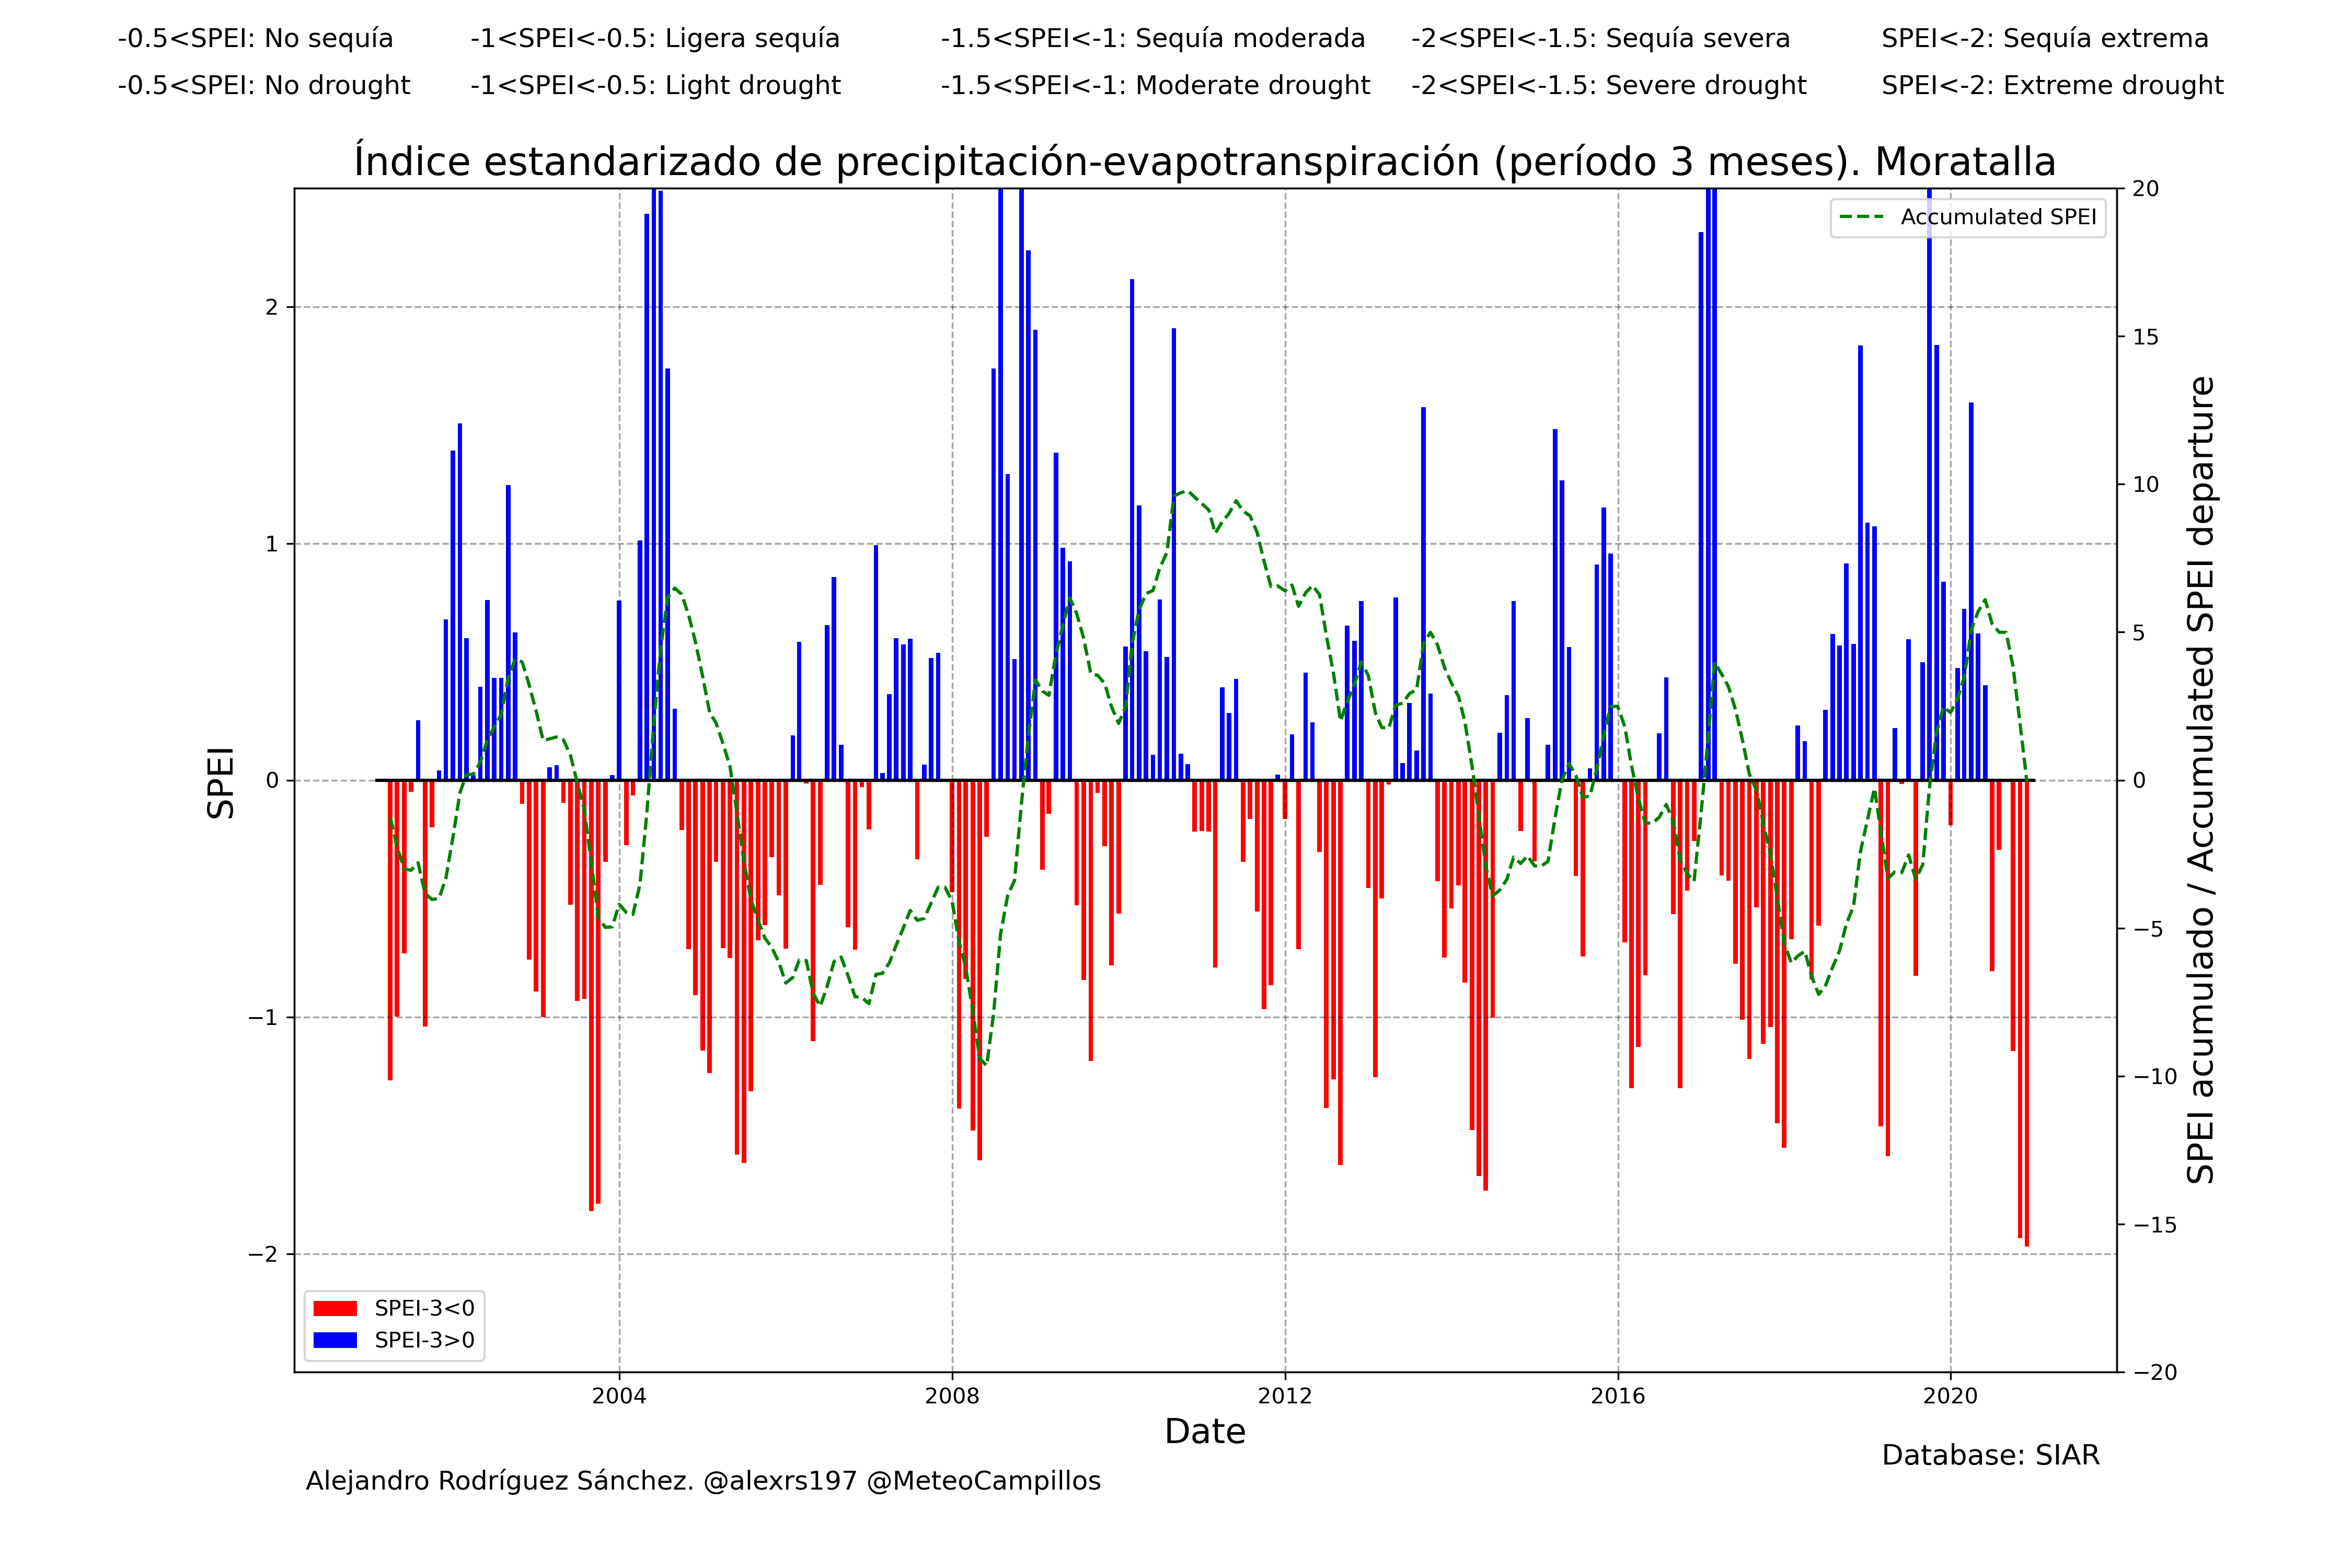 -0.5<SPEI: No sequía -1<SPEI<-0.5: Ligera sequía -1.5<SPEI<-1: Sequía moderada -2<SPEI<-1.5: Sequía severa SPEI<-2: Sequía extrema
-0.5<SPEI: No drought -1<SPEI<-0.5: Light drought -1.5<SPEI<-1: Moderate drought -2<SPEI<-1.5: Severe drought SPEI<-2: Extreme drought
Índice estandarizado de precipitación-evapotranspiración (período 3 meses). Moratalla
Accumulated SPEI
SPEI
2
1
0
−1
−2
20
15
10
5
0
−5
−10
−15
−20
SPEI acumulado / Accumulated SPEI departure
SPEI-3<0
SPEI-3>0
2004 2008 2012 2016 2020
Date
Database: SIAR
Alejandro Rodríguez Sánchez. @alexrs197 @MeteoCampillos